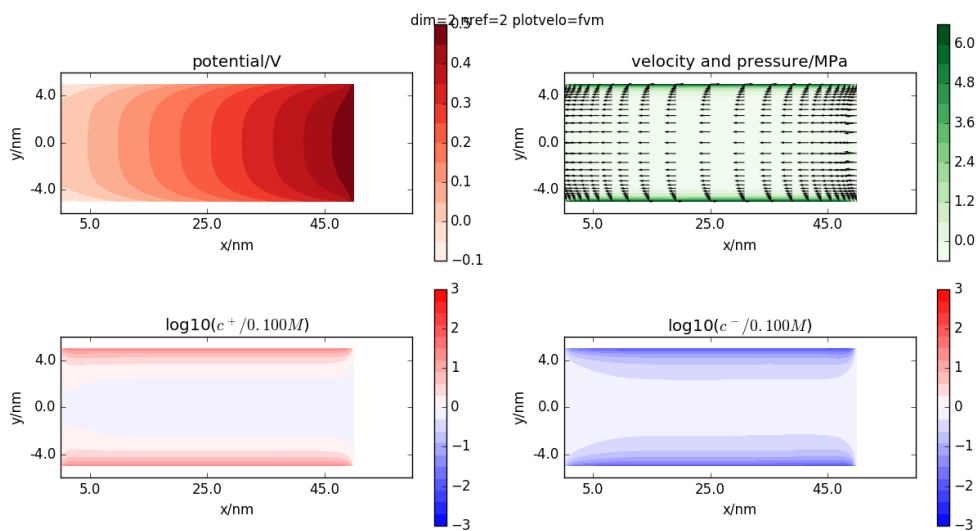 dim=2 nref=2 plotvelo=fvm
potential/V
4.0
0.0
-4.0
y/nm
5.0 25.0 45.0
x/nm
0.5
0.4
0.3
0.2
0.1
0.0
−0.1
velocity and pressure/MPa
4.0
0.0
-4.0
y/nm
5.0 25.0 45.0
x/nm
6.0
4.8
3.6
2.4
1.2
0.0
log10(c⁺/0.100M)
4.0
0.0
-4.0
y/nm
5.0 25.0 45.0
x/nm
3
2
1
0
−1
−2
−3
log10(c⁻/0.100M)
4.0
0.0
-4.0
y/nm
5.0 25.0 45.0
x/nm
3
2
1
0
−1
−2
−3